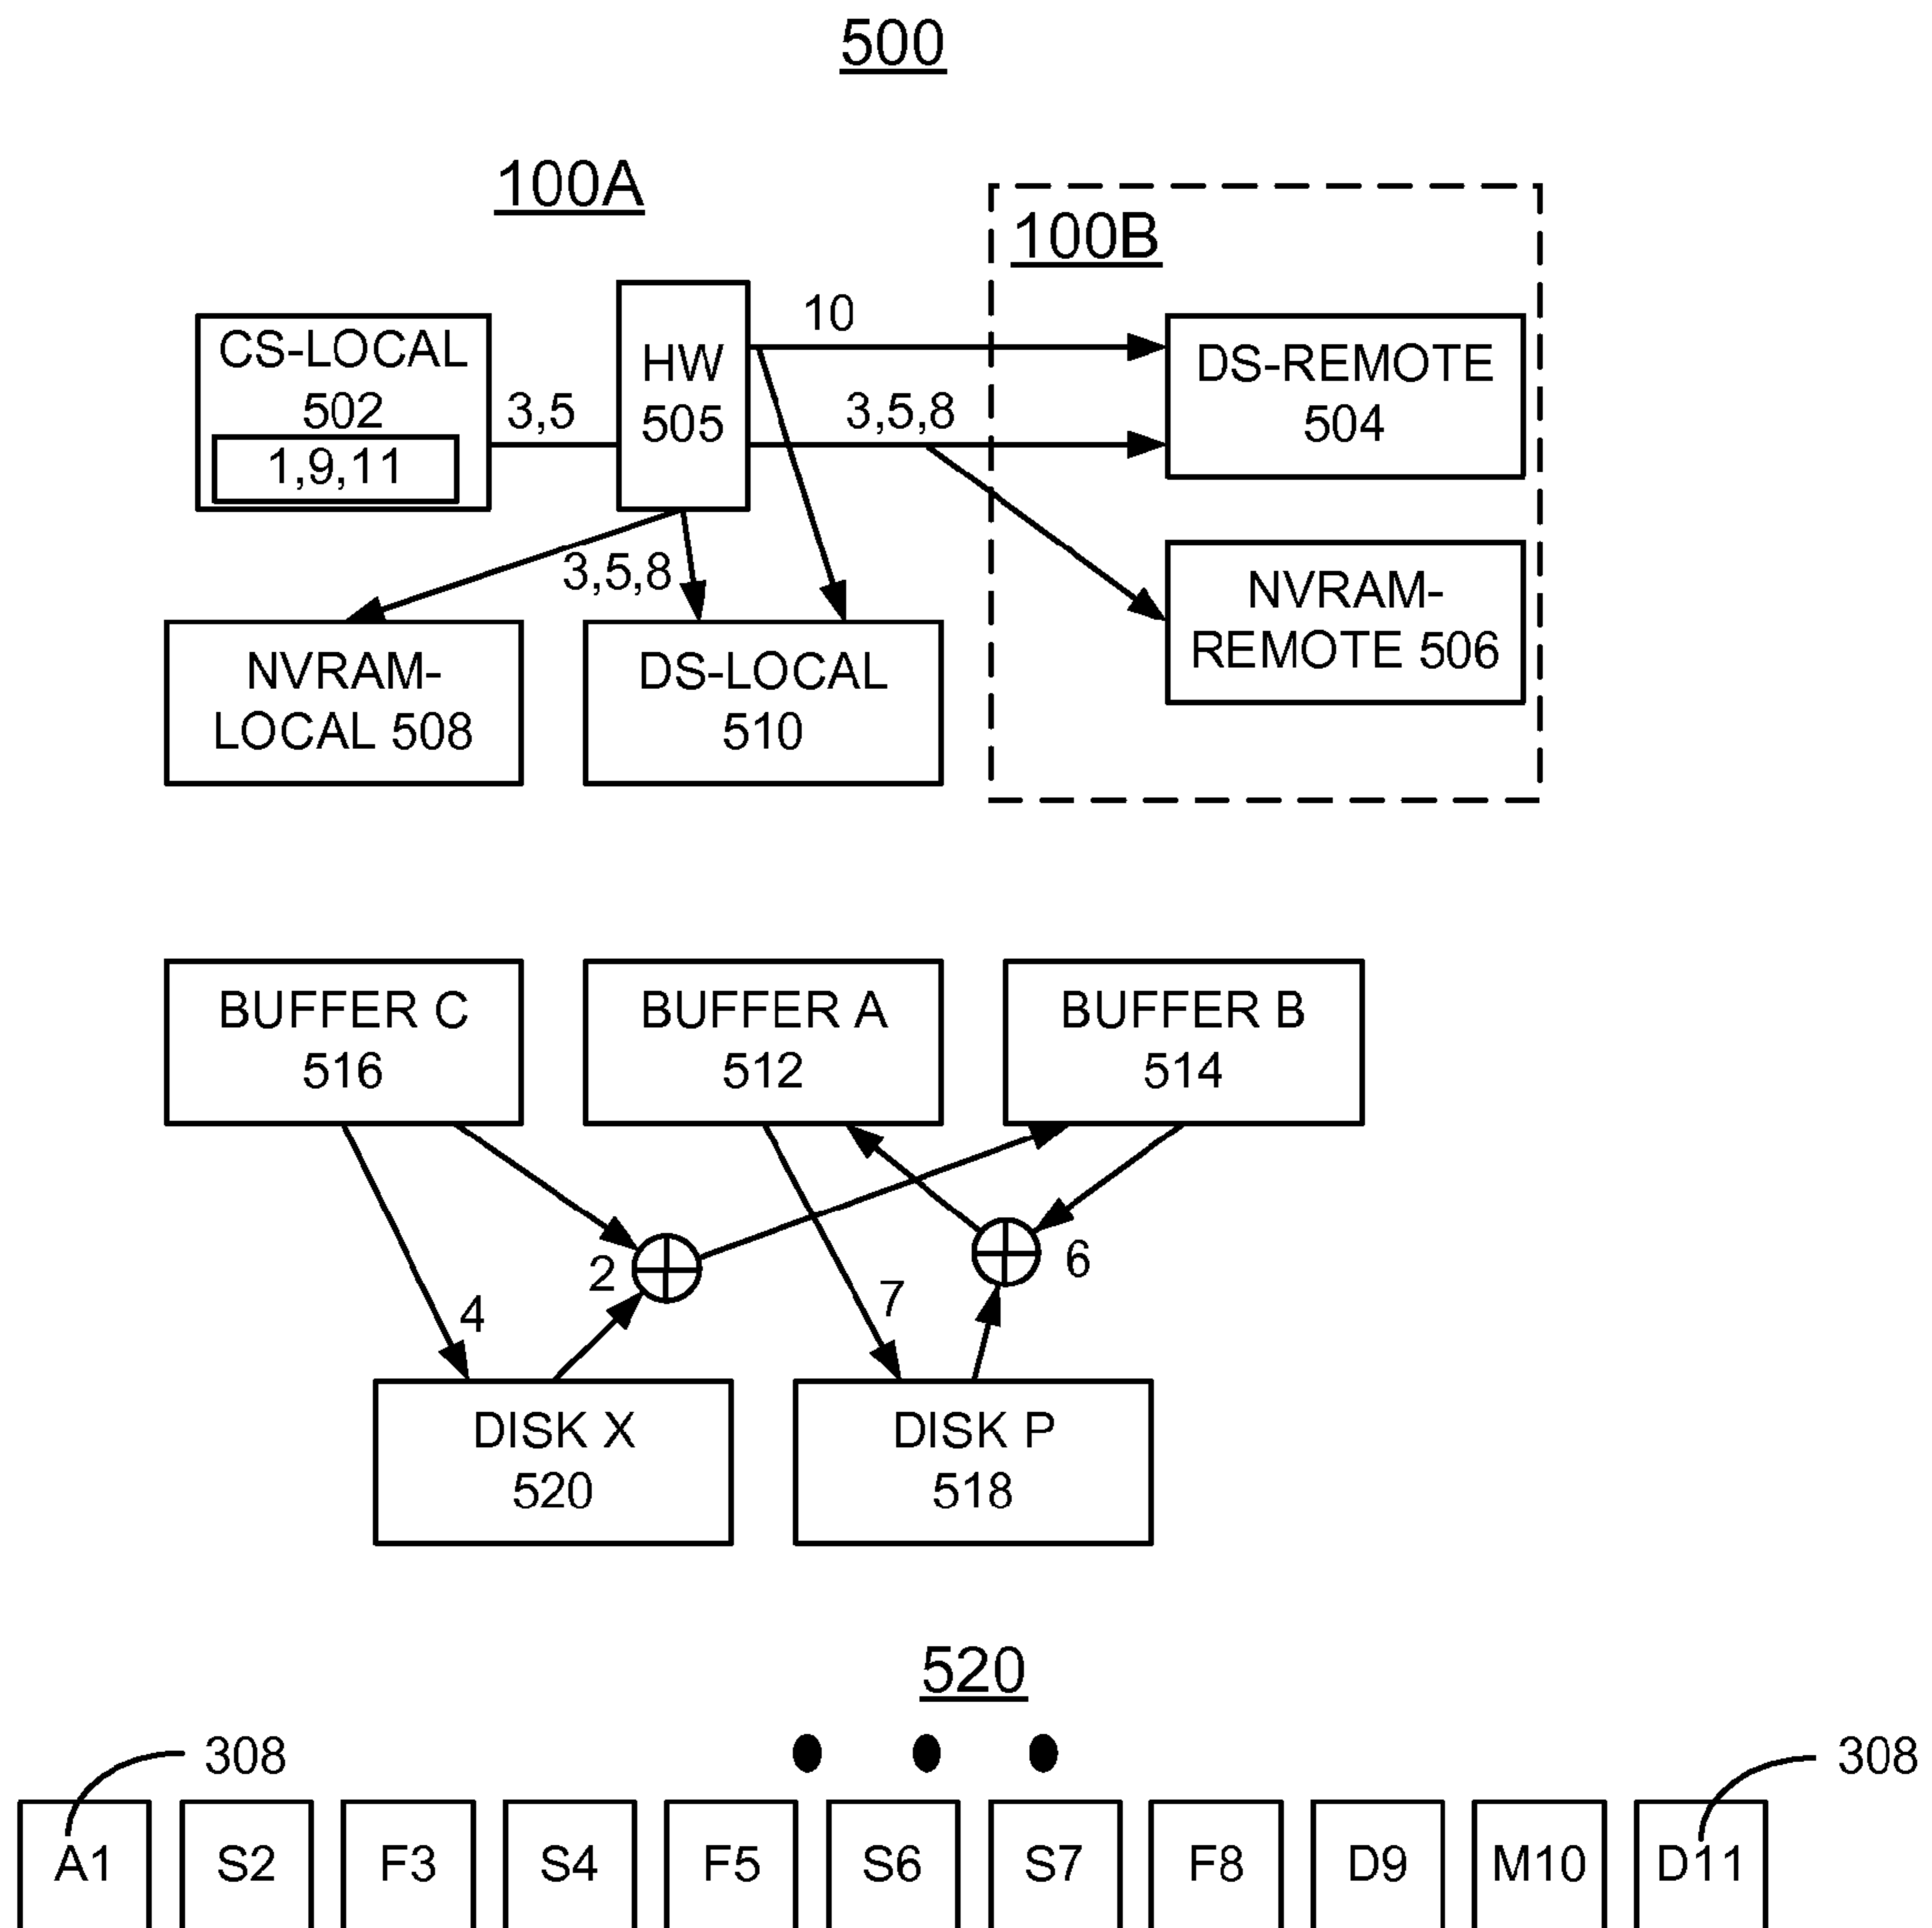 500
100A
100B
CS-LOCAL
502
1,9,11
3,5
HW
505
10
3,5,8
DS-REMOTE
504
3,5,8
NVRAM-
REMOTE 506
NVRAM-
LOCAL 508
DS-LOCAL
510
BUFFER C
516
BUFFER A
512
BUFFER B
514
2
6
4
7
DISK X
520
DISK P
518
520
308
308
A1
S2
F3
S4
F5
S6
S7
F8
D9
M10
D11